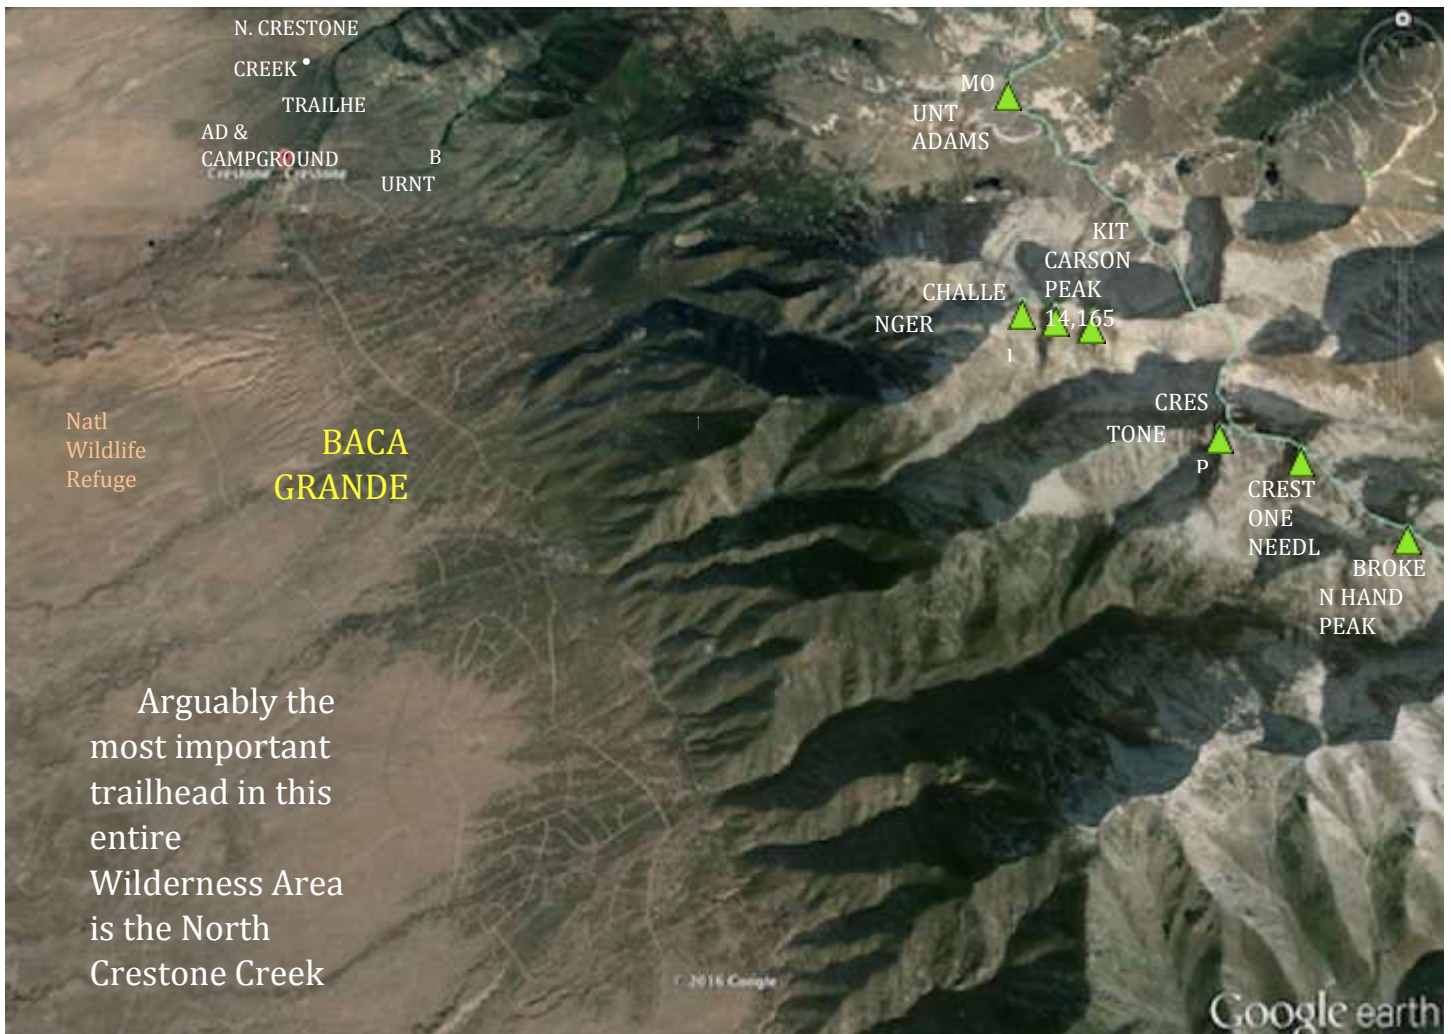 N. CRESTONE
CREEK •
TRAILHE
AD &
CAMPGROUND
Crestone Crestone
B
URNT
MO
UNT
ADAMS
KIT
CARSON
PEAK
14,165
CHALLE
NGER
CRES
TONE
P
CREST
ONE
NEEDL
BROKE
N HAND
PEAK
Natl
Wildlife
Refuge
BACA
GRANDE
Arguably the
most important
trailhead in this
entire
Wilderness Area
is the North
Crestone Creek
© 2016 Google
Google earth